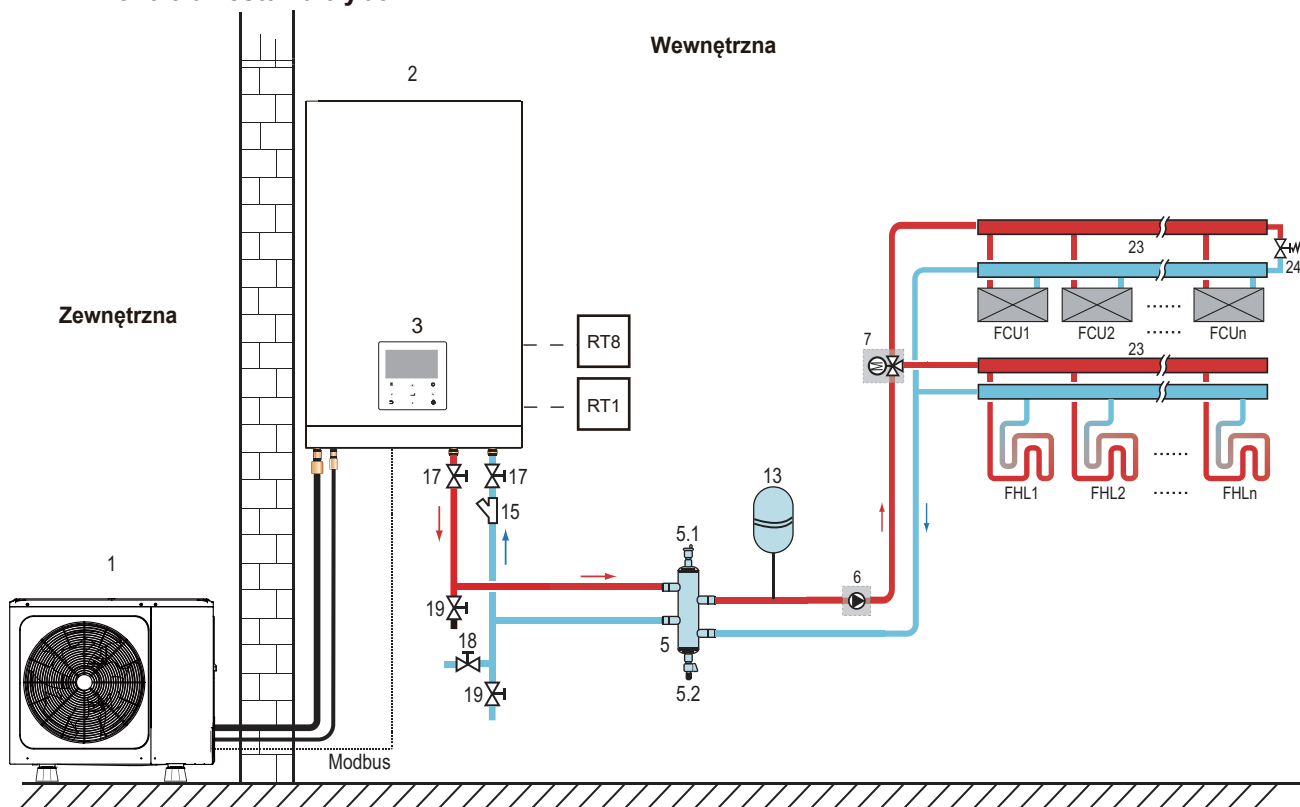 Wewnętrzna
2
Zewnętrzna
3
RT8
RT1
23
24
FCU1 FCU2 ...... FCUn
......
7
23
FHL1 FHL2 ...... FHLn
......
17 17
15
13
5.1
1
6
19
18
5
19
5.2
Modbus